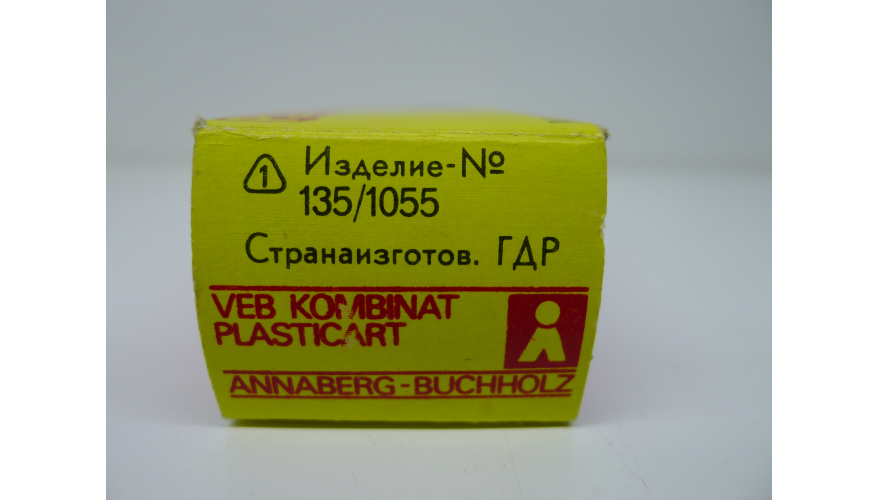 1 Изделие-№
135/1055
Странаизготов. ГДР
VEB KOMBINAT
PLASTICART
ANNABERG-BUCHHOLZ